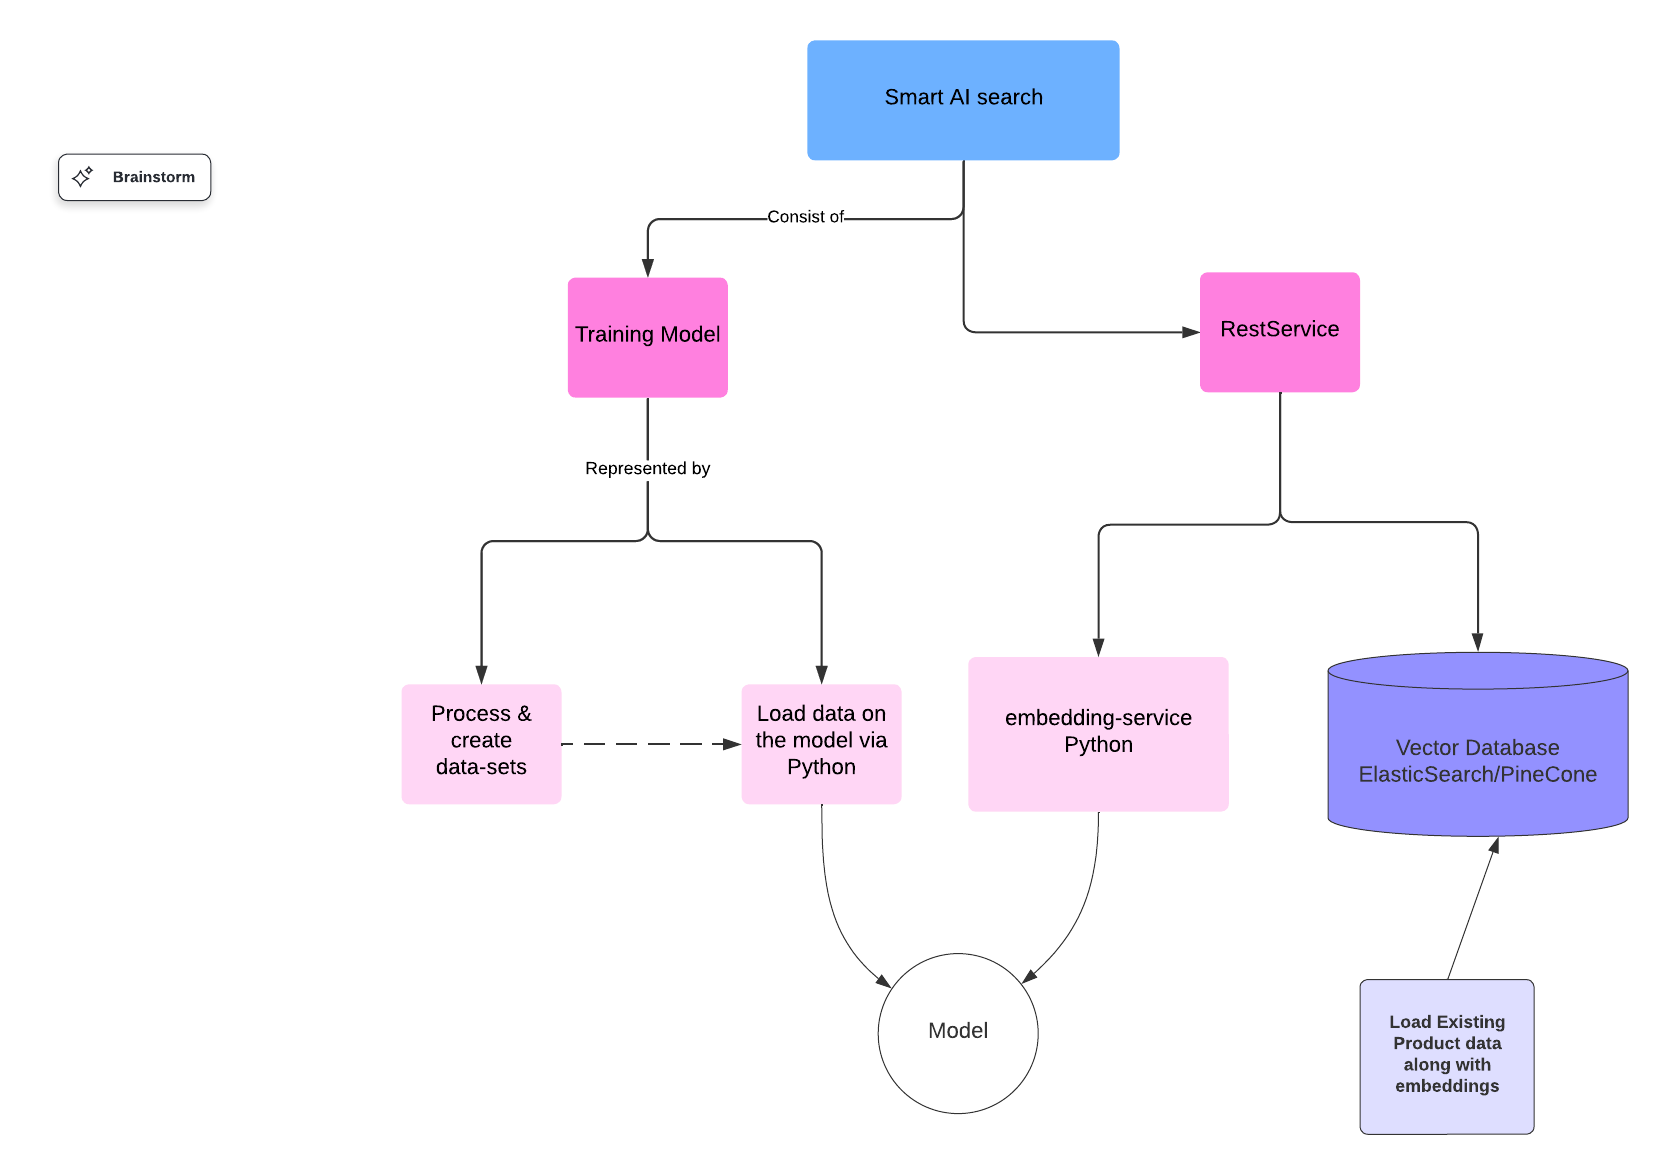 Smart AI search
Brainstorm
Consist of
Training Model
RestService
Represented by
Process &
create
data-sets
Load data on
the model via
Python
embedding-service
Python
Vector Database
ElasticSearch/PineCone
Model
Load Existing
Product data
along with
embeddings